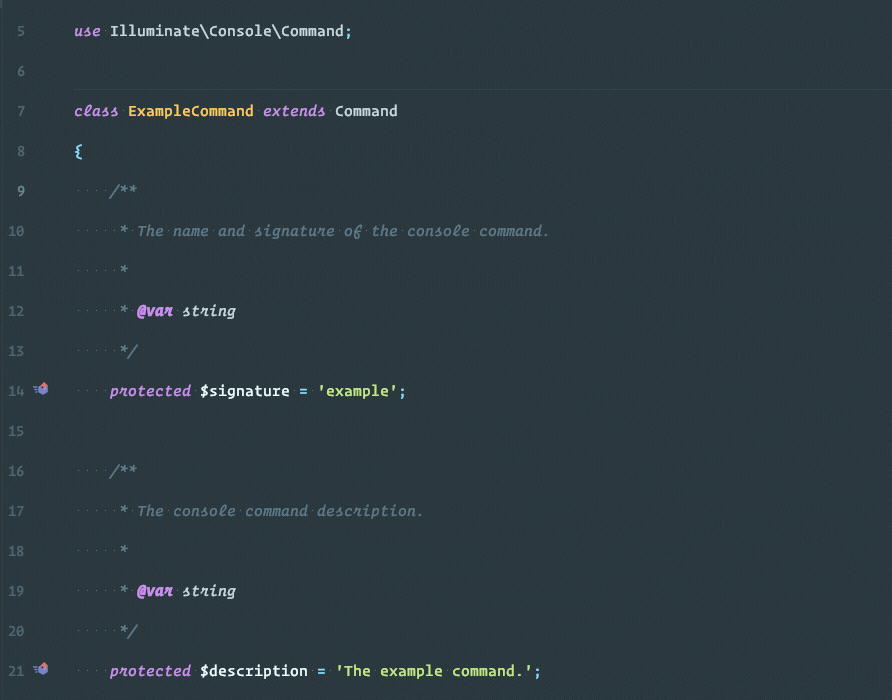 5 use Illuminate\Console\Command;
6
7 class ExampleCommand extends Command
8 {
9 /**
10 * The name and signature of the console command.
11 *
12 * @var string
13 */
14 protected $signature = 'example';
15
16 /**
17 * The console command description.
18 *
19 * @var string
20 */
21 protected $description = 'The example command.';